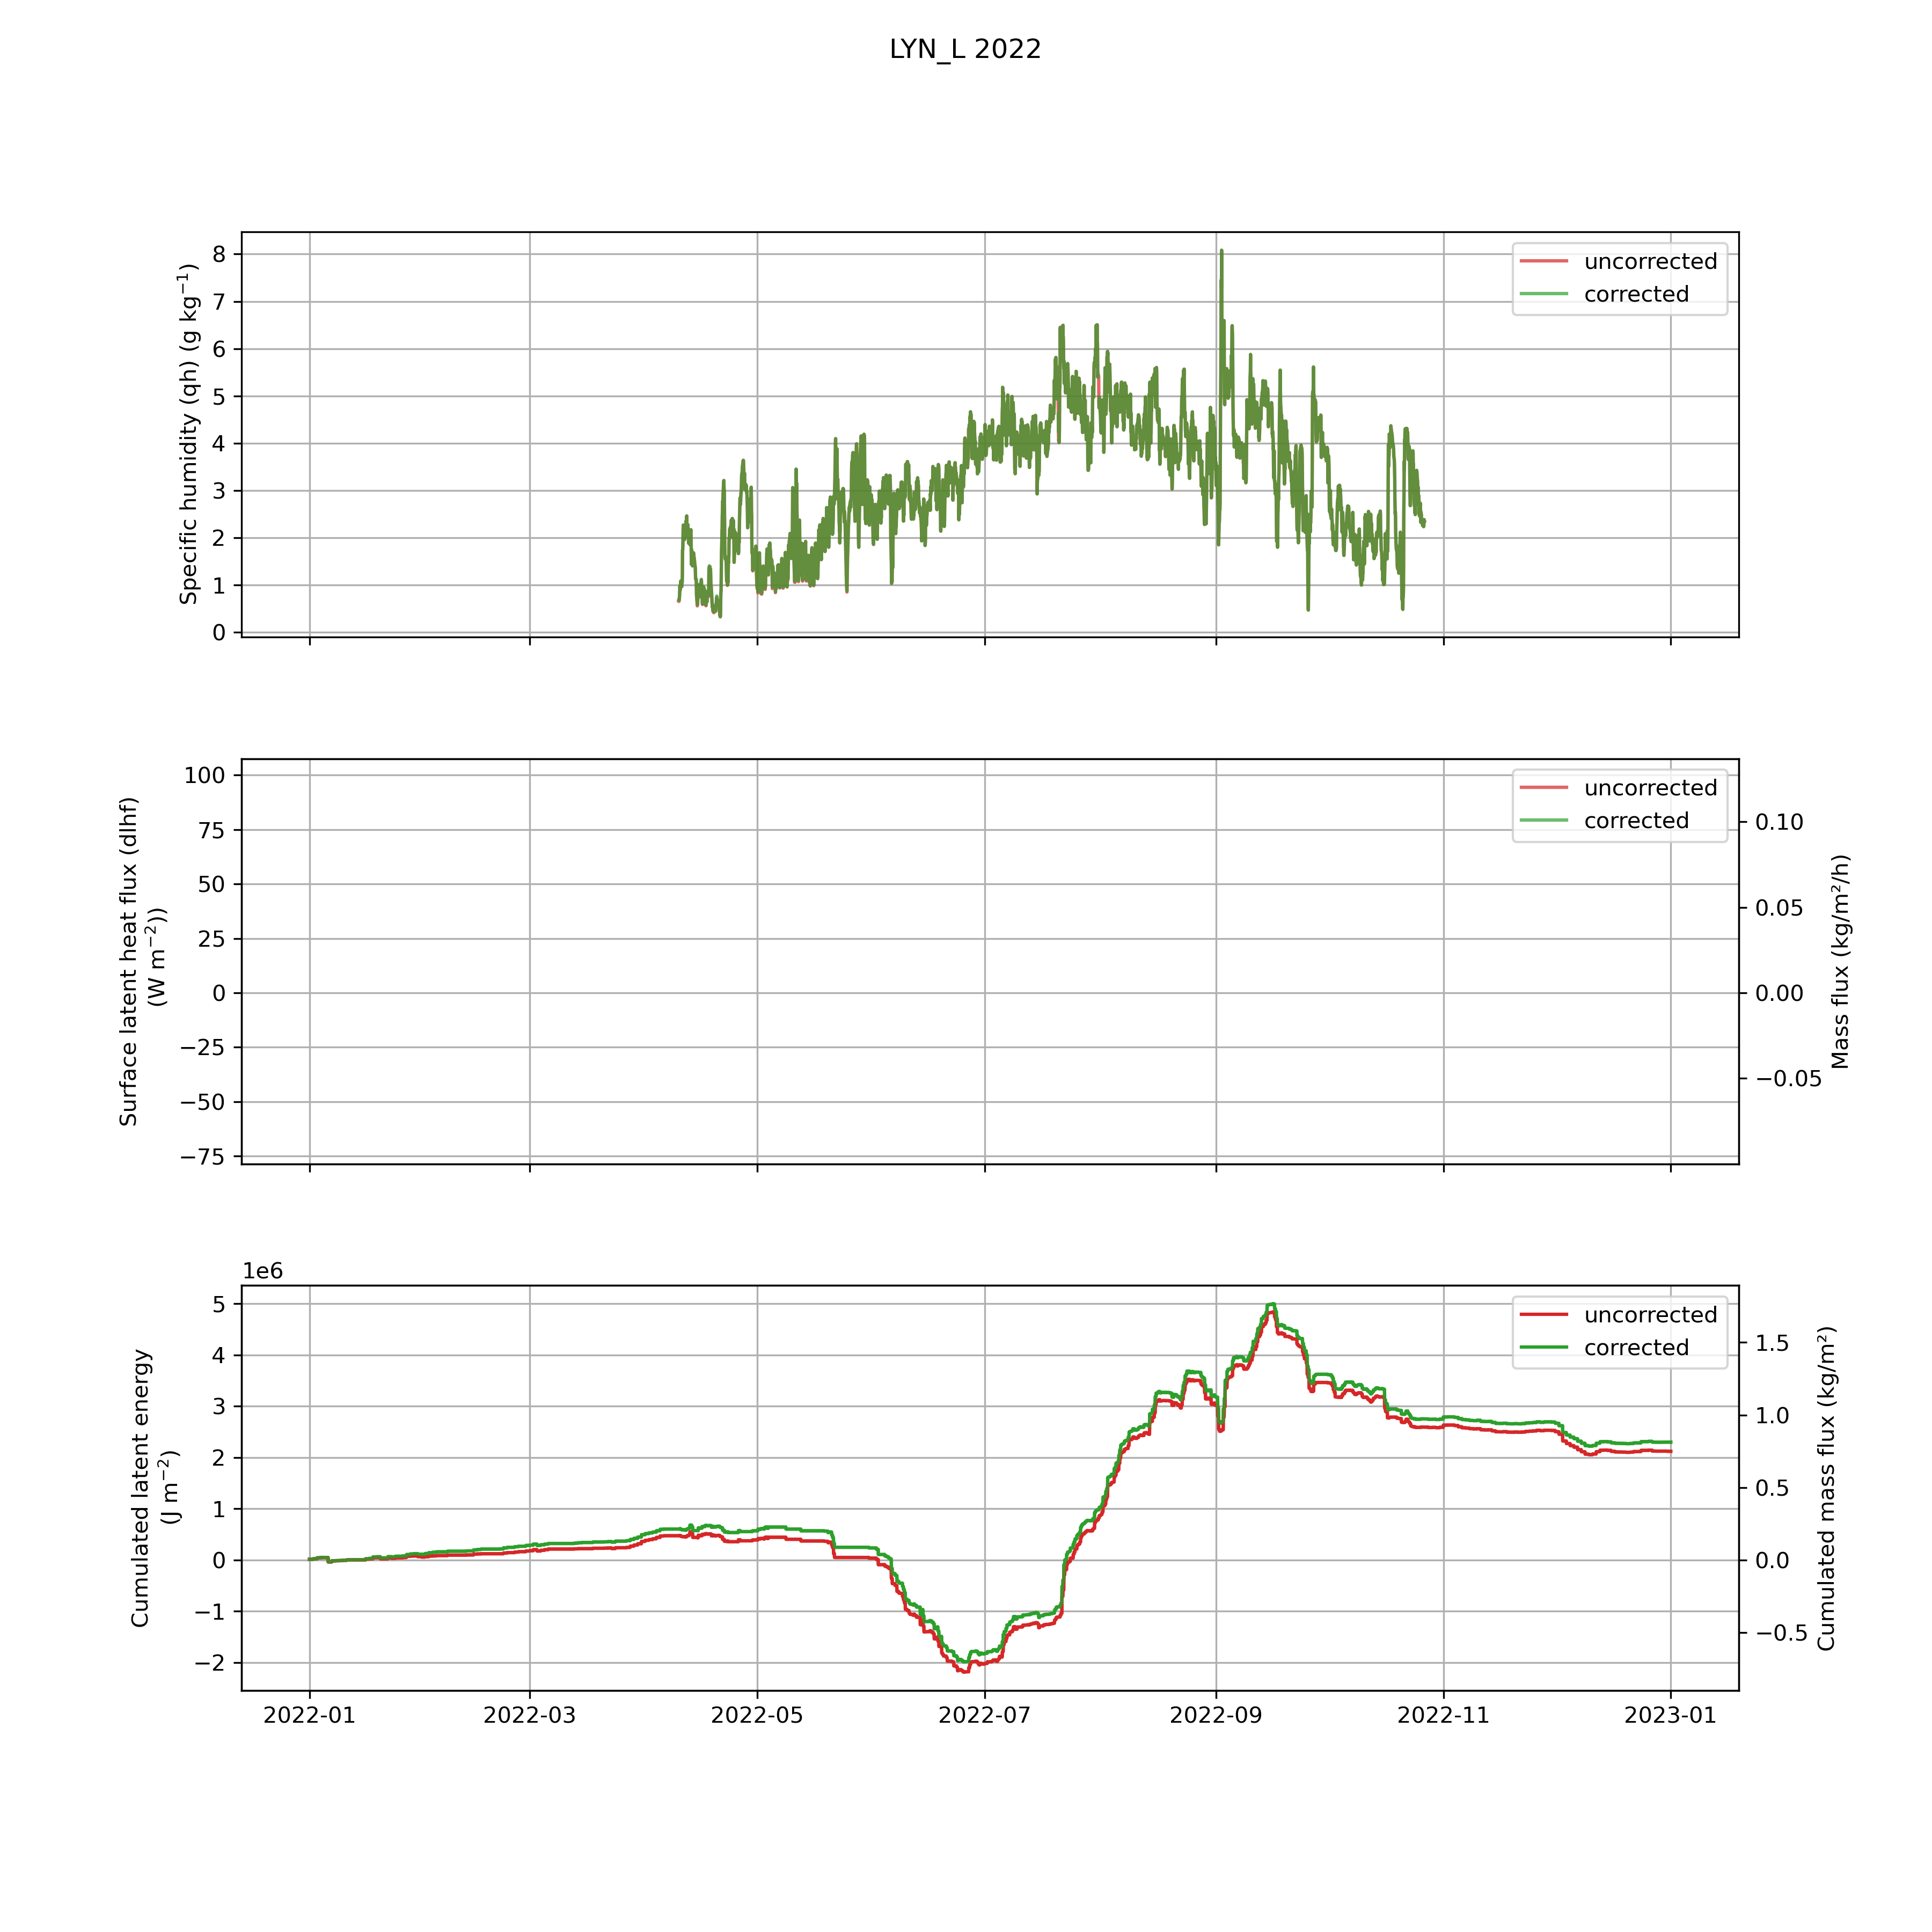 LYN_L 2022
Specific humidity (qh) (g kg⁻¹)
8
7
6
5
4
3
2
1
0
uncorrected
corrected
Surface latent heat flux (dlhf)
(W m⁻²))
100
75
50
25
0
−25
−50
−75
uncorrected
corrected
0.10
0.05
0.00
−0.05
Mass flux (kg/m²/h)
1e6
Cumulated latent energy
(J m⁻²)
5
4
3
2
1
0
−1
−2
uncorrected
corrected
1.5
1.0
0.5
0.0
−0.5
Cumulated mass flux (kg/m²)
2022-01
2022-03
2022-05
2022-07
2022-09
2022-11
2023-01